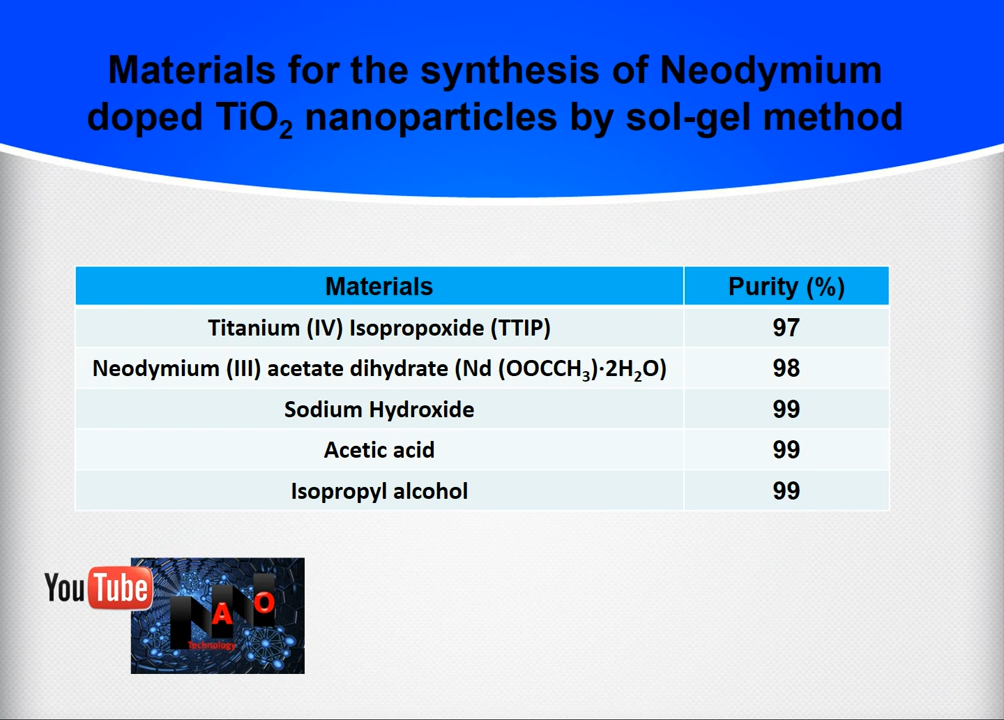 Materials for the synthesis of Neodymium
doped TiO₂ nanoparticles by sol-gel method
Materials Purity (%)
Titanium (IV) Isopropoxide (TTIP) 97
Neodymium (III) acetate dihydrate (Nd (OOCCH₃)·2H₂O) 98
Sodium Hydroxide 99
Acetic acid 99
Isopropyl alcohol 99
YouTube
NANO
Technology